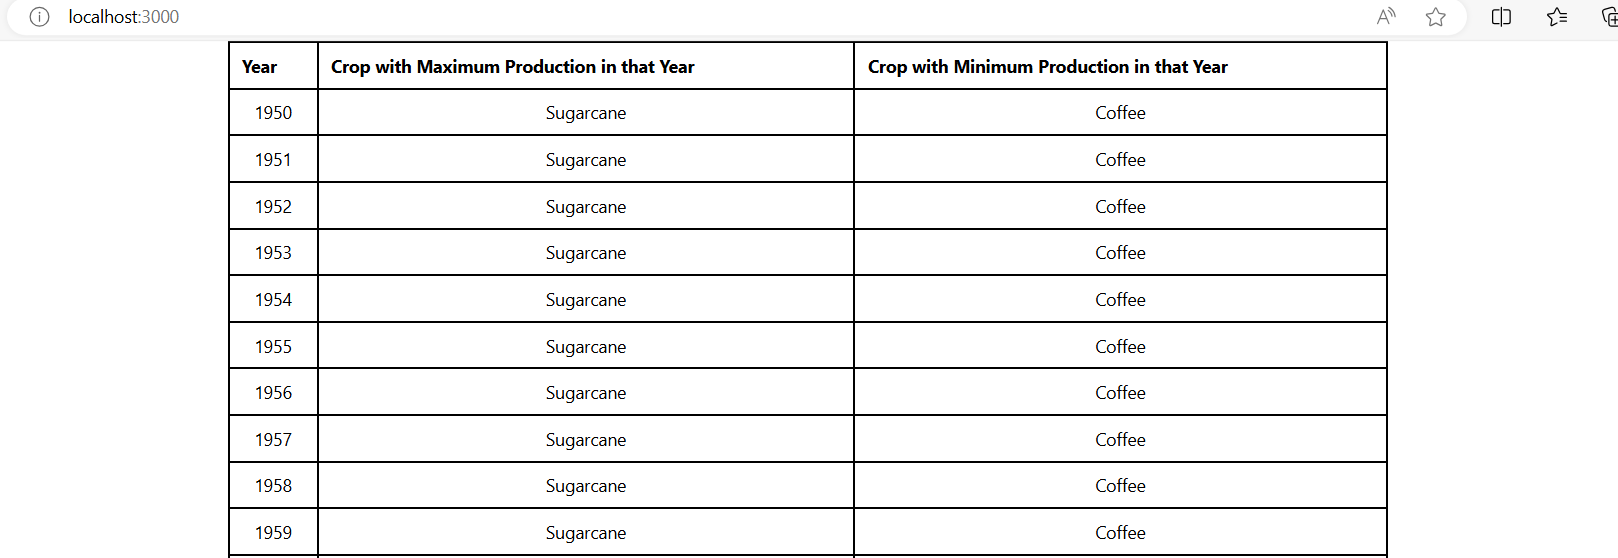 localhost:3000
Year Crop with Maximum Production in that Year Crop with Minimum Production in that Year
1950 Sugarcane Coffee
1951 Sugarcane Coffee
1952 Sugarcane Coffee
1953 Sugarcane Coffee
1954 Sugarcane Coffee
1955 Sugarcane Coffee
1956 Sugarcane Coffee
1957 Sugarcane Coffee
1958 Sugarcane Coffee
1959 Sugarcane Coffee